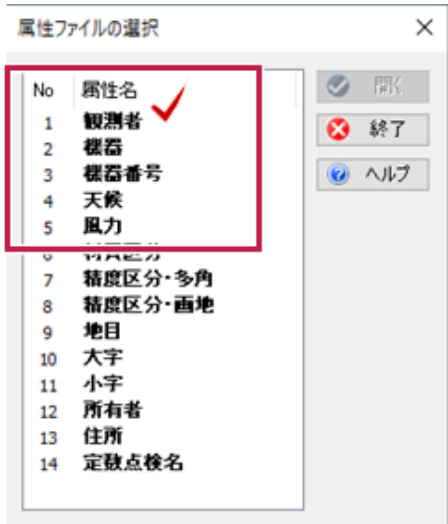 属性ファイルの選択
No 属性名
1 観測者
2 機器
3 機器番号
4 天候
5 風力
7 精度区分・多角
8 精度区分・画地
9 地目
10 大字
11 小字
12 所有者
13 住所
14 定数点検名
開く
終了
ヘルプ